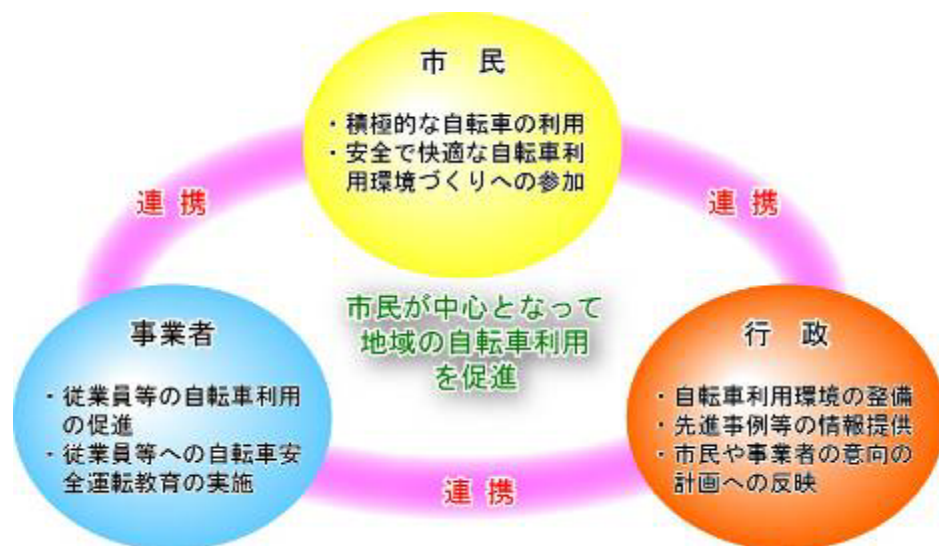 市　民
・積極的な自転車の利用
・安全で快適な自転車利
用環境づくりへの参加
連 携
連 携
市民が中心となって
地域の自転車利用
を促進
事業者
・従業員等の自転車利用
の促進
・従業員等への自転車安
全運転教育の実施
行　政
・自転車利用環境の整備
・先進事例等の情報提供
・市民や事業者の意向の
計画への反映
連 携